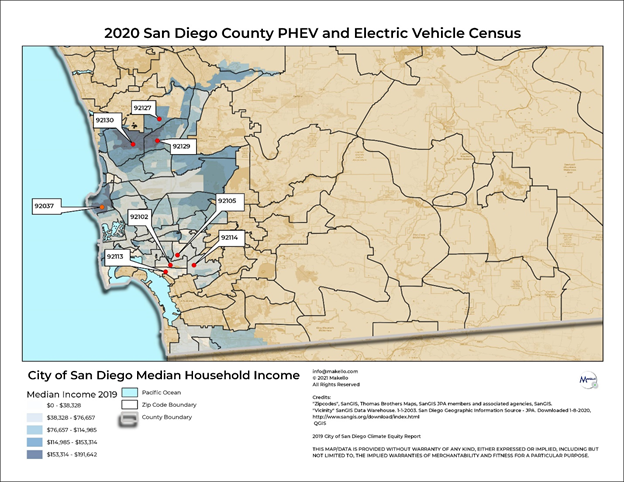 2020 San Diego County PHEV and Electric Vehicle Census
92127
92130
92129
92037
92105
92102
92114
92113
City of San Diego Median Household Income
Median Income 2019
$0 - $38,328
$38,328 - $76,657
$76,657 - $114,985
$114,985 - $153,314
$153,314 - $191,642
Pacific Ocean
Zip Code Boundary
County Boundary
info@makello.com
© 2021 Makello
All Rights Reserved
Credits:
"Zipcodes", SanGIS, Thomas Brothers Maps, SanGIS JPA members and associated agencies, SanGIS.
"Vicinity" SanGIS Data Warehouse. 1-1-2003. San Diego Geographic Information Source - JPA. Downloaded 1-8-2020,
http://www.sangis.org/download/index.html
QGIS
2019 City of San Diego Climate Equity Report
THIS MAP/DATA IS PROVIDED WITHOUT WARRANTY OF ANY KIND, EITHER EXPRESSED OR IMPLIED, INCLUDING BUT
NOT LIMITED TO, THE IMPLIED WARRANTIES OF MERCHANTABILITY AND FITNESS FOR A PARTICULAR PURPOSE.